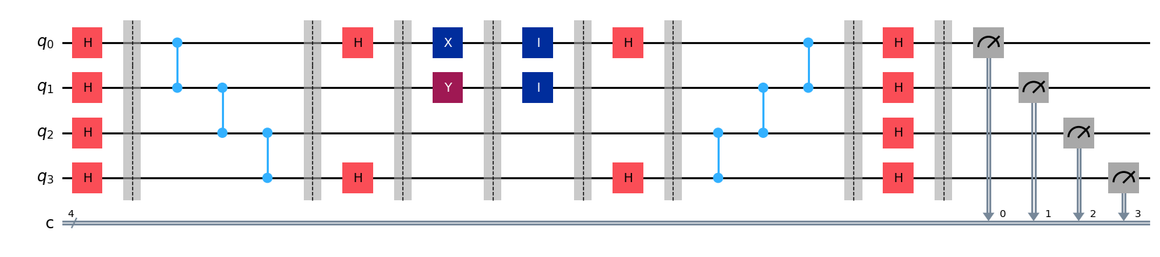 q0 H H X I H H
q1 H Y I H
q2 H H
q3 H H H H
c 4 0 1 2 3